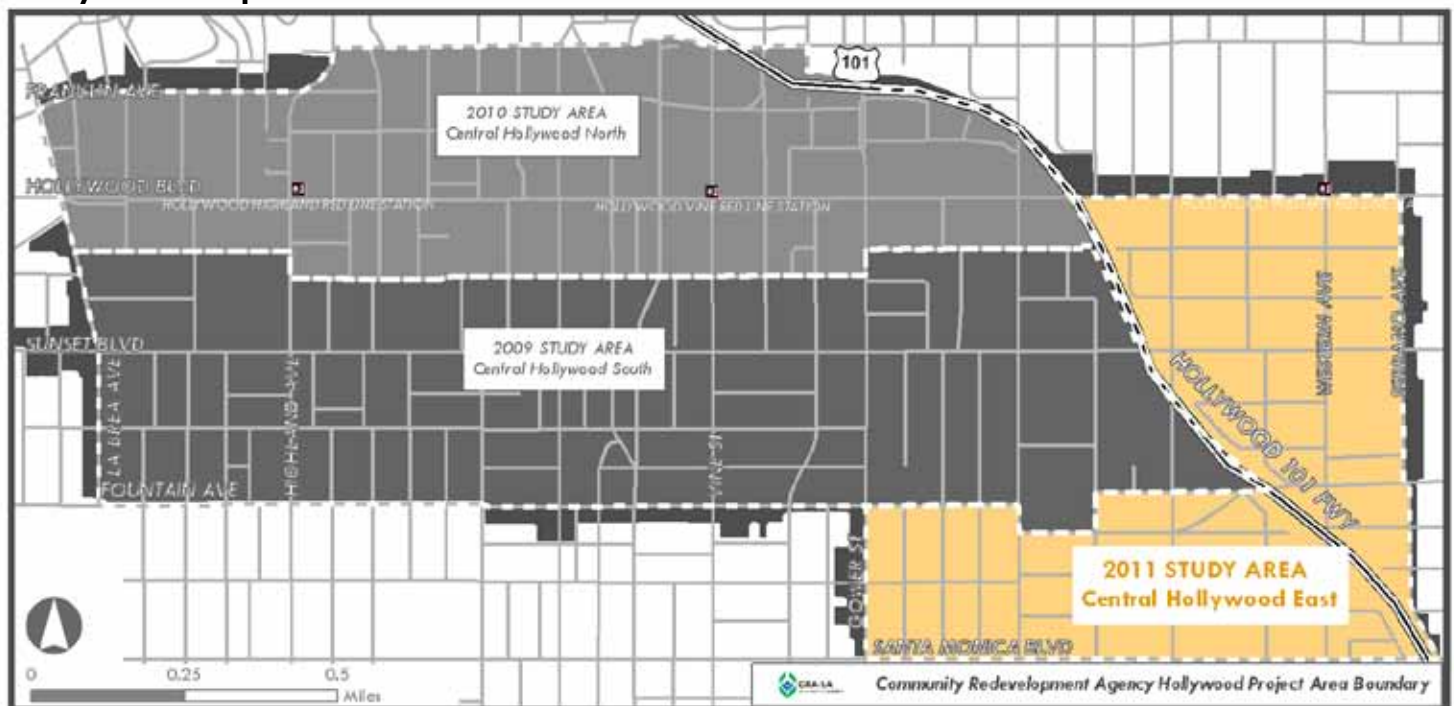 101
FRANKLIN AVE
2010 STUDY AREA
Central Hollywood North
HOLLYWOOD BLVD
HOLLYWOOD HIGHLAND RED LINE STATION
HOLLYWOOD VINE RED LINE STATION
WESTERN AVE
SERRANO AVE
SUNSET BLVD
2009 STUDY AREA
Central Hollywood South
LA BREA AVE
HIGHLAND AVE
VINE ST
HOLLYWOOD 101 FWY
FOUNTAIN AVE
GOWER ST
2011 STUDY AREA
Central Hollywood East
SANTA MONICA BLVD
0 0.25 0.5
Miles
CRA-LA
Community Redevelopment Agency Hollywood Project Area Boundary